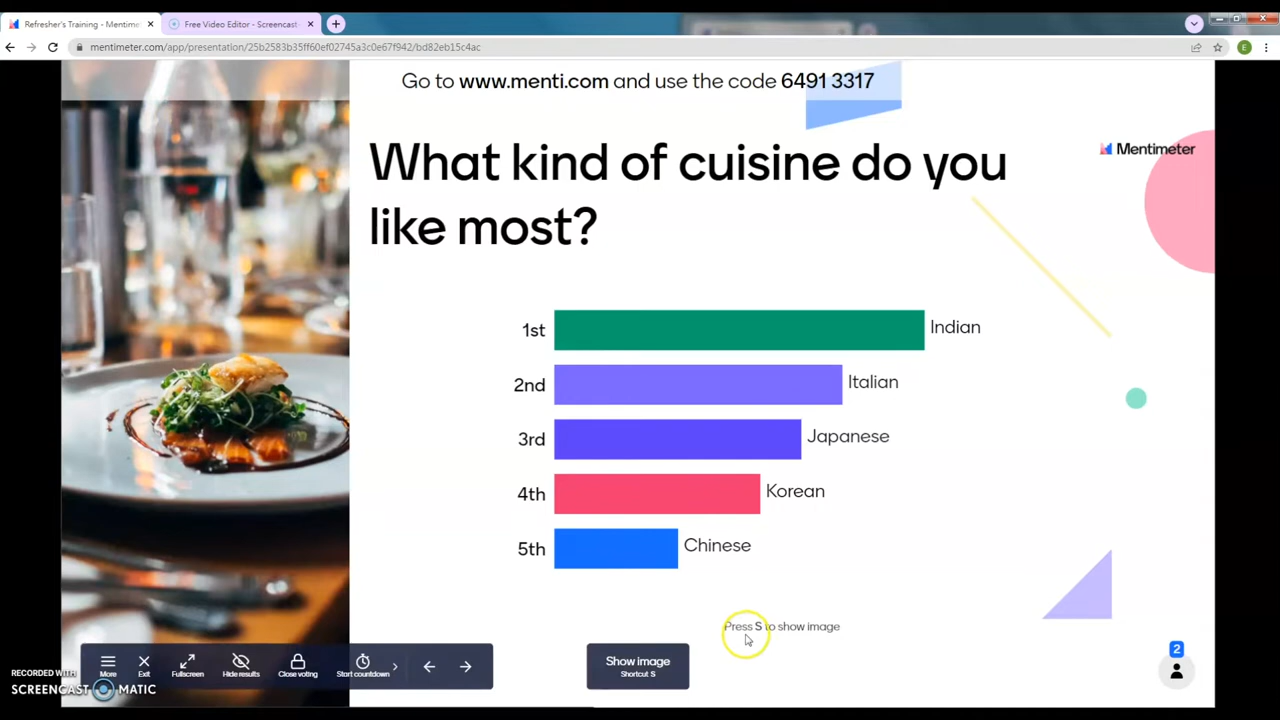 Refresher's Training - Mentime
Free Video Editor - Screencast-
mentimeter.com/app/presentation/25b2583b35ff60ef02745a3c0e67f942/bd82eb15c4ac
E
Go to www.menti.com and use the code 6491 3317
What kind of cuisine do you
like most?
Mentimeter
1st Indian
2nd Italian
3rd Japanese
4th Korean
5th Chinese
Press S to show image
More
Exit
Fullscreen
Hide results
Close voting
Start countdown
Show image
Shortcut S
2
RECORDED WITH
SCREENCAST MATIC